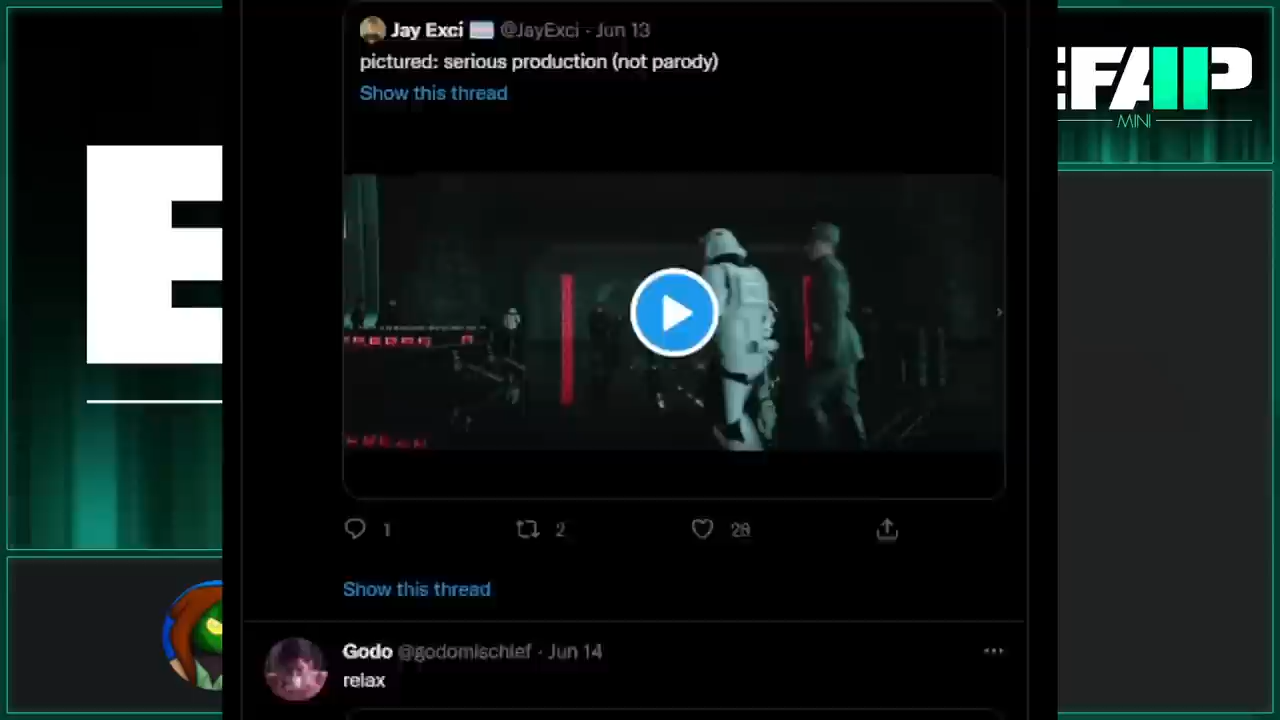 Jay Exci @JayExci · Jun 13
pictured: serious production (not parody)
Show this thread
EFAP
MINI
E
1 2 28
Show this thread
Godo @godomischief · Jun 14
relax